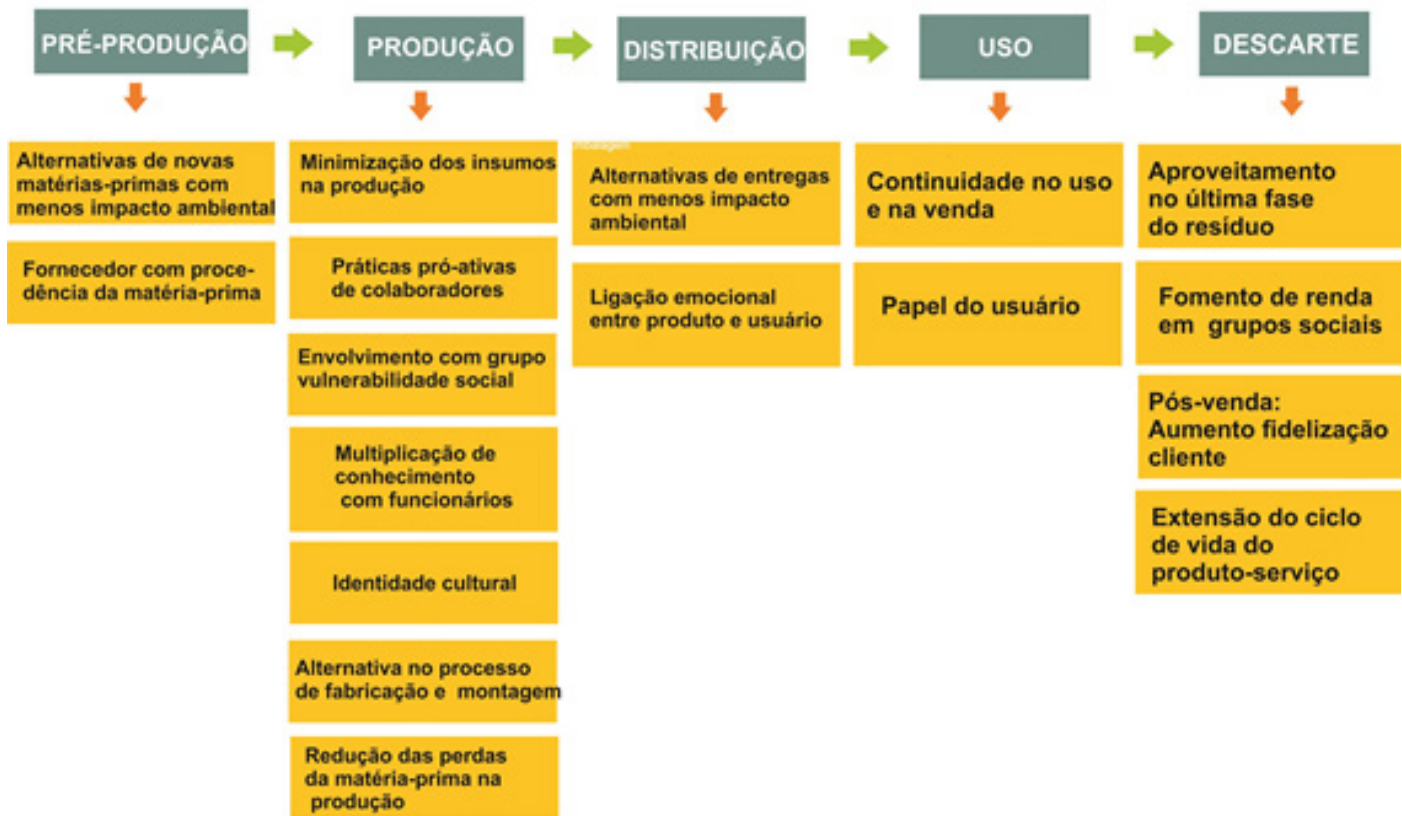 PRÉ-PRODUÇÃO
PRODUÇÃO
DISTRIBUIÇÃO
USO
DESCARTE
Alternativas de novas
matérias-primas com
menos impacto ambiental
Fornecedor com proce-
dência da matéria-prima
Minimização dos insumos
na produção
Práticas pró-ativas
de colaboradores
Envolvimento com grupo
vulnerabilidade social
Multiplicação de
conhecimento
com funcionários
Identidade cultural
Alternativa no processo
de fabricação e montagem
Redução das perdas
da matéria-prima na
produção
Alternativas de entregas
com menos impacto
ambiental
Ligação emocional
entre produto e usuário
Continuidade no uso
e na venda
Papel do usuário
Aproveitamento
no última fase
do resíduo
Fomento de renda
em grupos sociais
Pós-venda:
Aumento fidelização
cliente
Extensão do ciclo
de vida do
produto-serviço